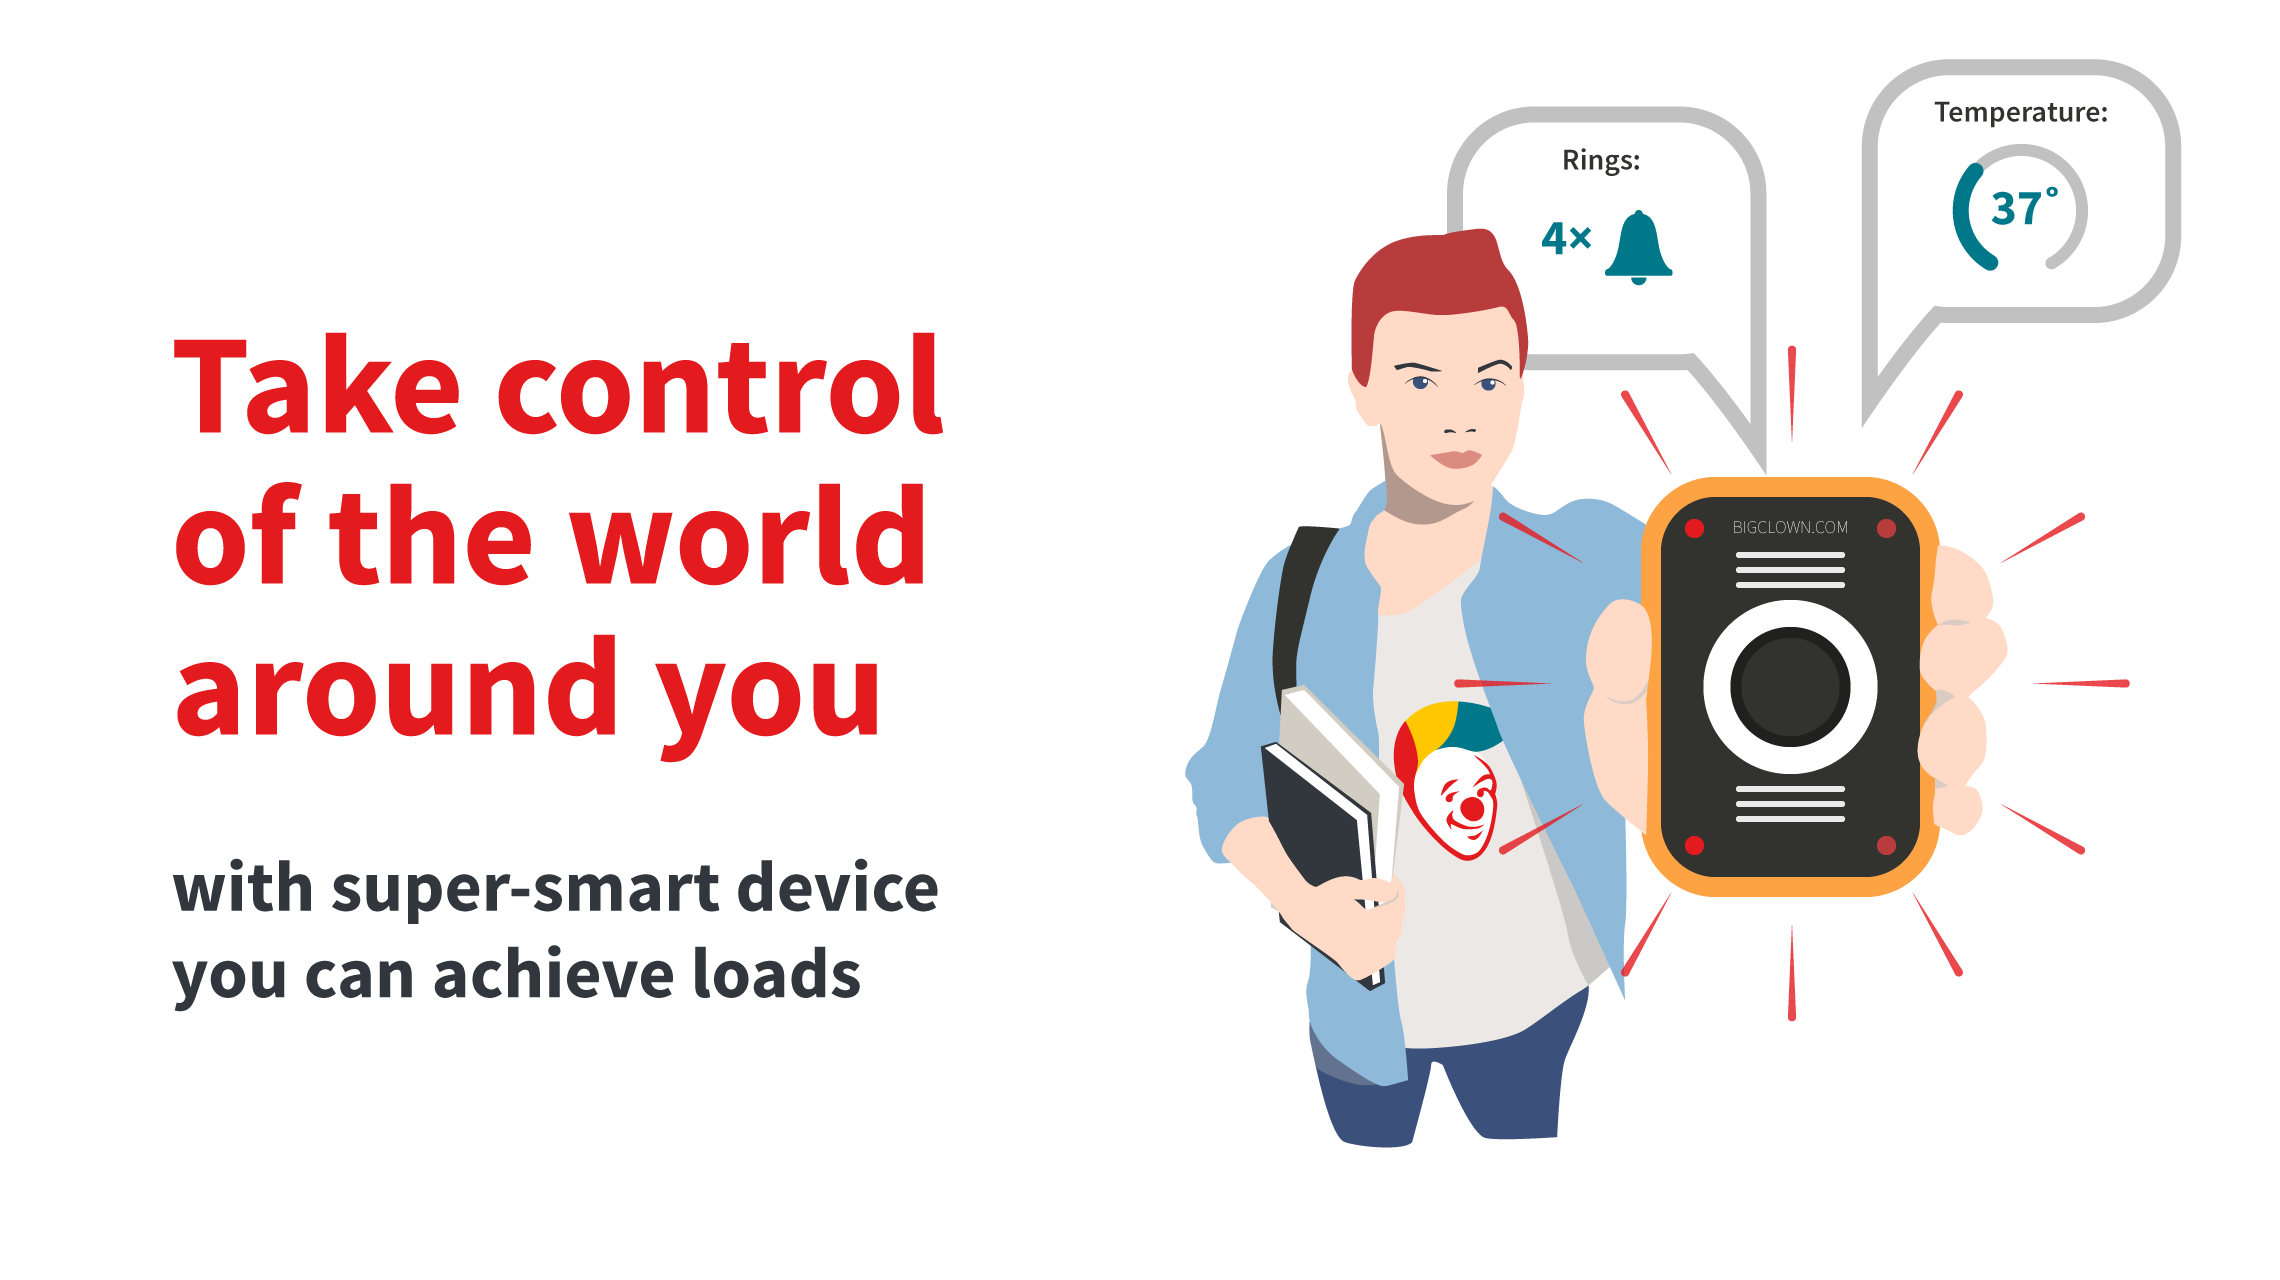 Take control
of the world
around you
with super-smart device
you can achieve loads
Rings:
4×
Temperature:
37°
BIGCLOWN.COM